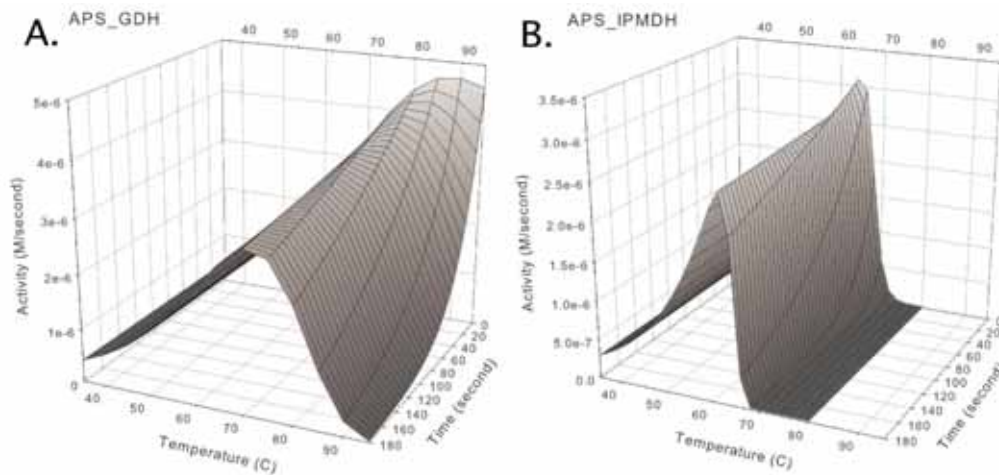 A.
APS_GDH
40 50 60 70 80 90
5e-6
4e-6
3e-6
2e-6
1e-6
0
Activity (M/second)
40 50 60 70 80 90
Temperature (C)
0
20
40
60
80
100
120
140
160
180
Time (second)
B.
APS_IPMDH
40 50 60 70 80 90
3.5e-6
3.0e-6
2.5e-6
2.0e-6
1.5e-6
1.0e-6
5.0e-7
0.0
Activity (M/second)
40 50 60 70 80 90
Temperature (C)
0
20
40
60
80
100
120
140
160
180
Time (second)